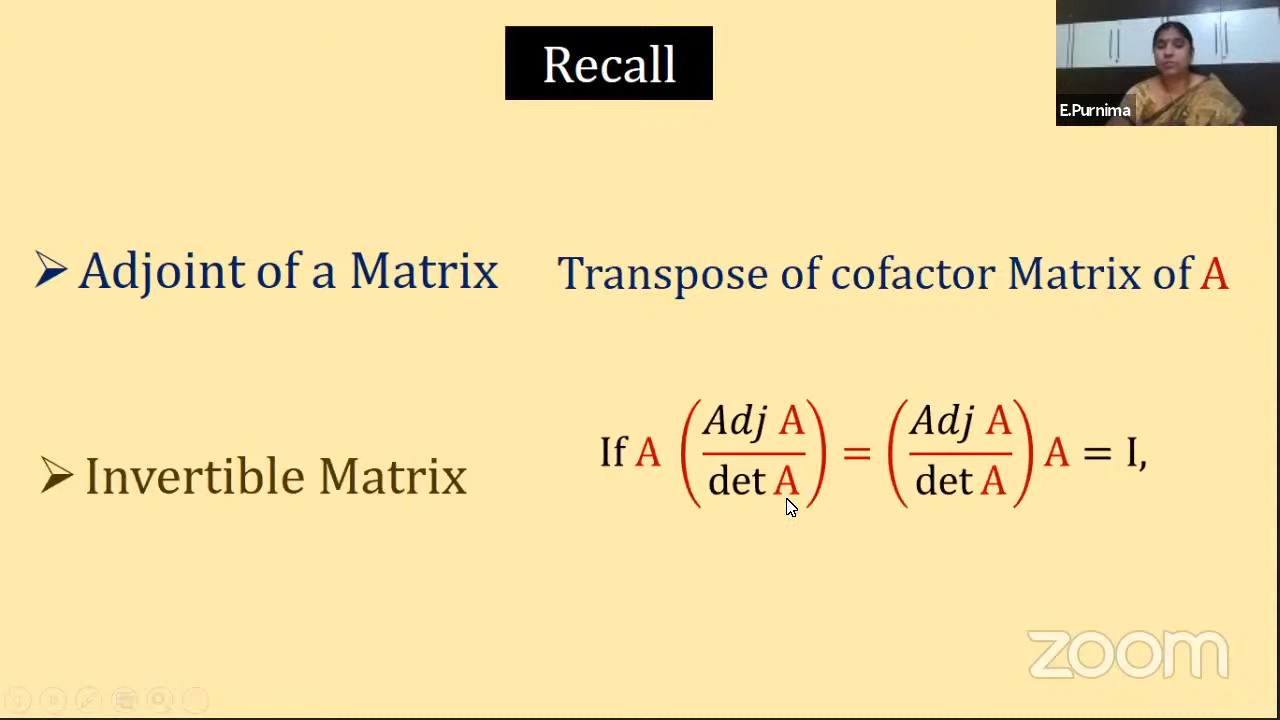 Recall
E.Purnima
➢ Adjoint of a Matrix Transpose of cofactor Matrix of A
➢ Invertible Matrix If A (Adj A / det A) = (Adj A / det A) A = I,
zoom